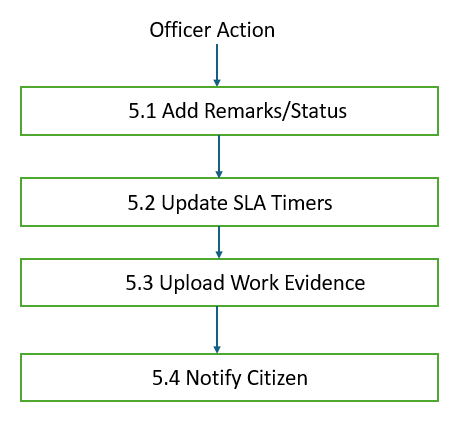 Officer Action
5.1 Add Remarks/Status
5.2 Update SLA Timers
5.3 Upload Work Evidence
5.4 Notify Citizen